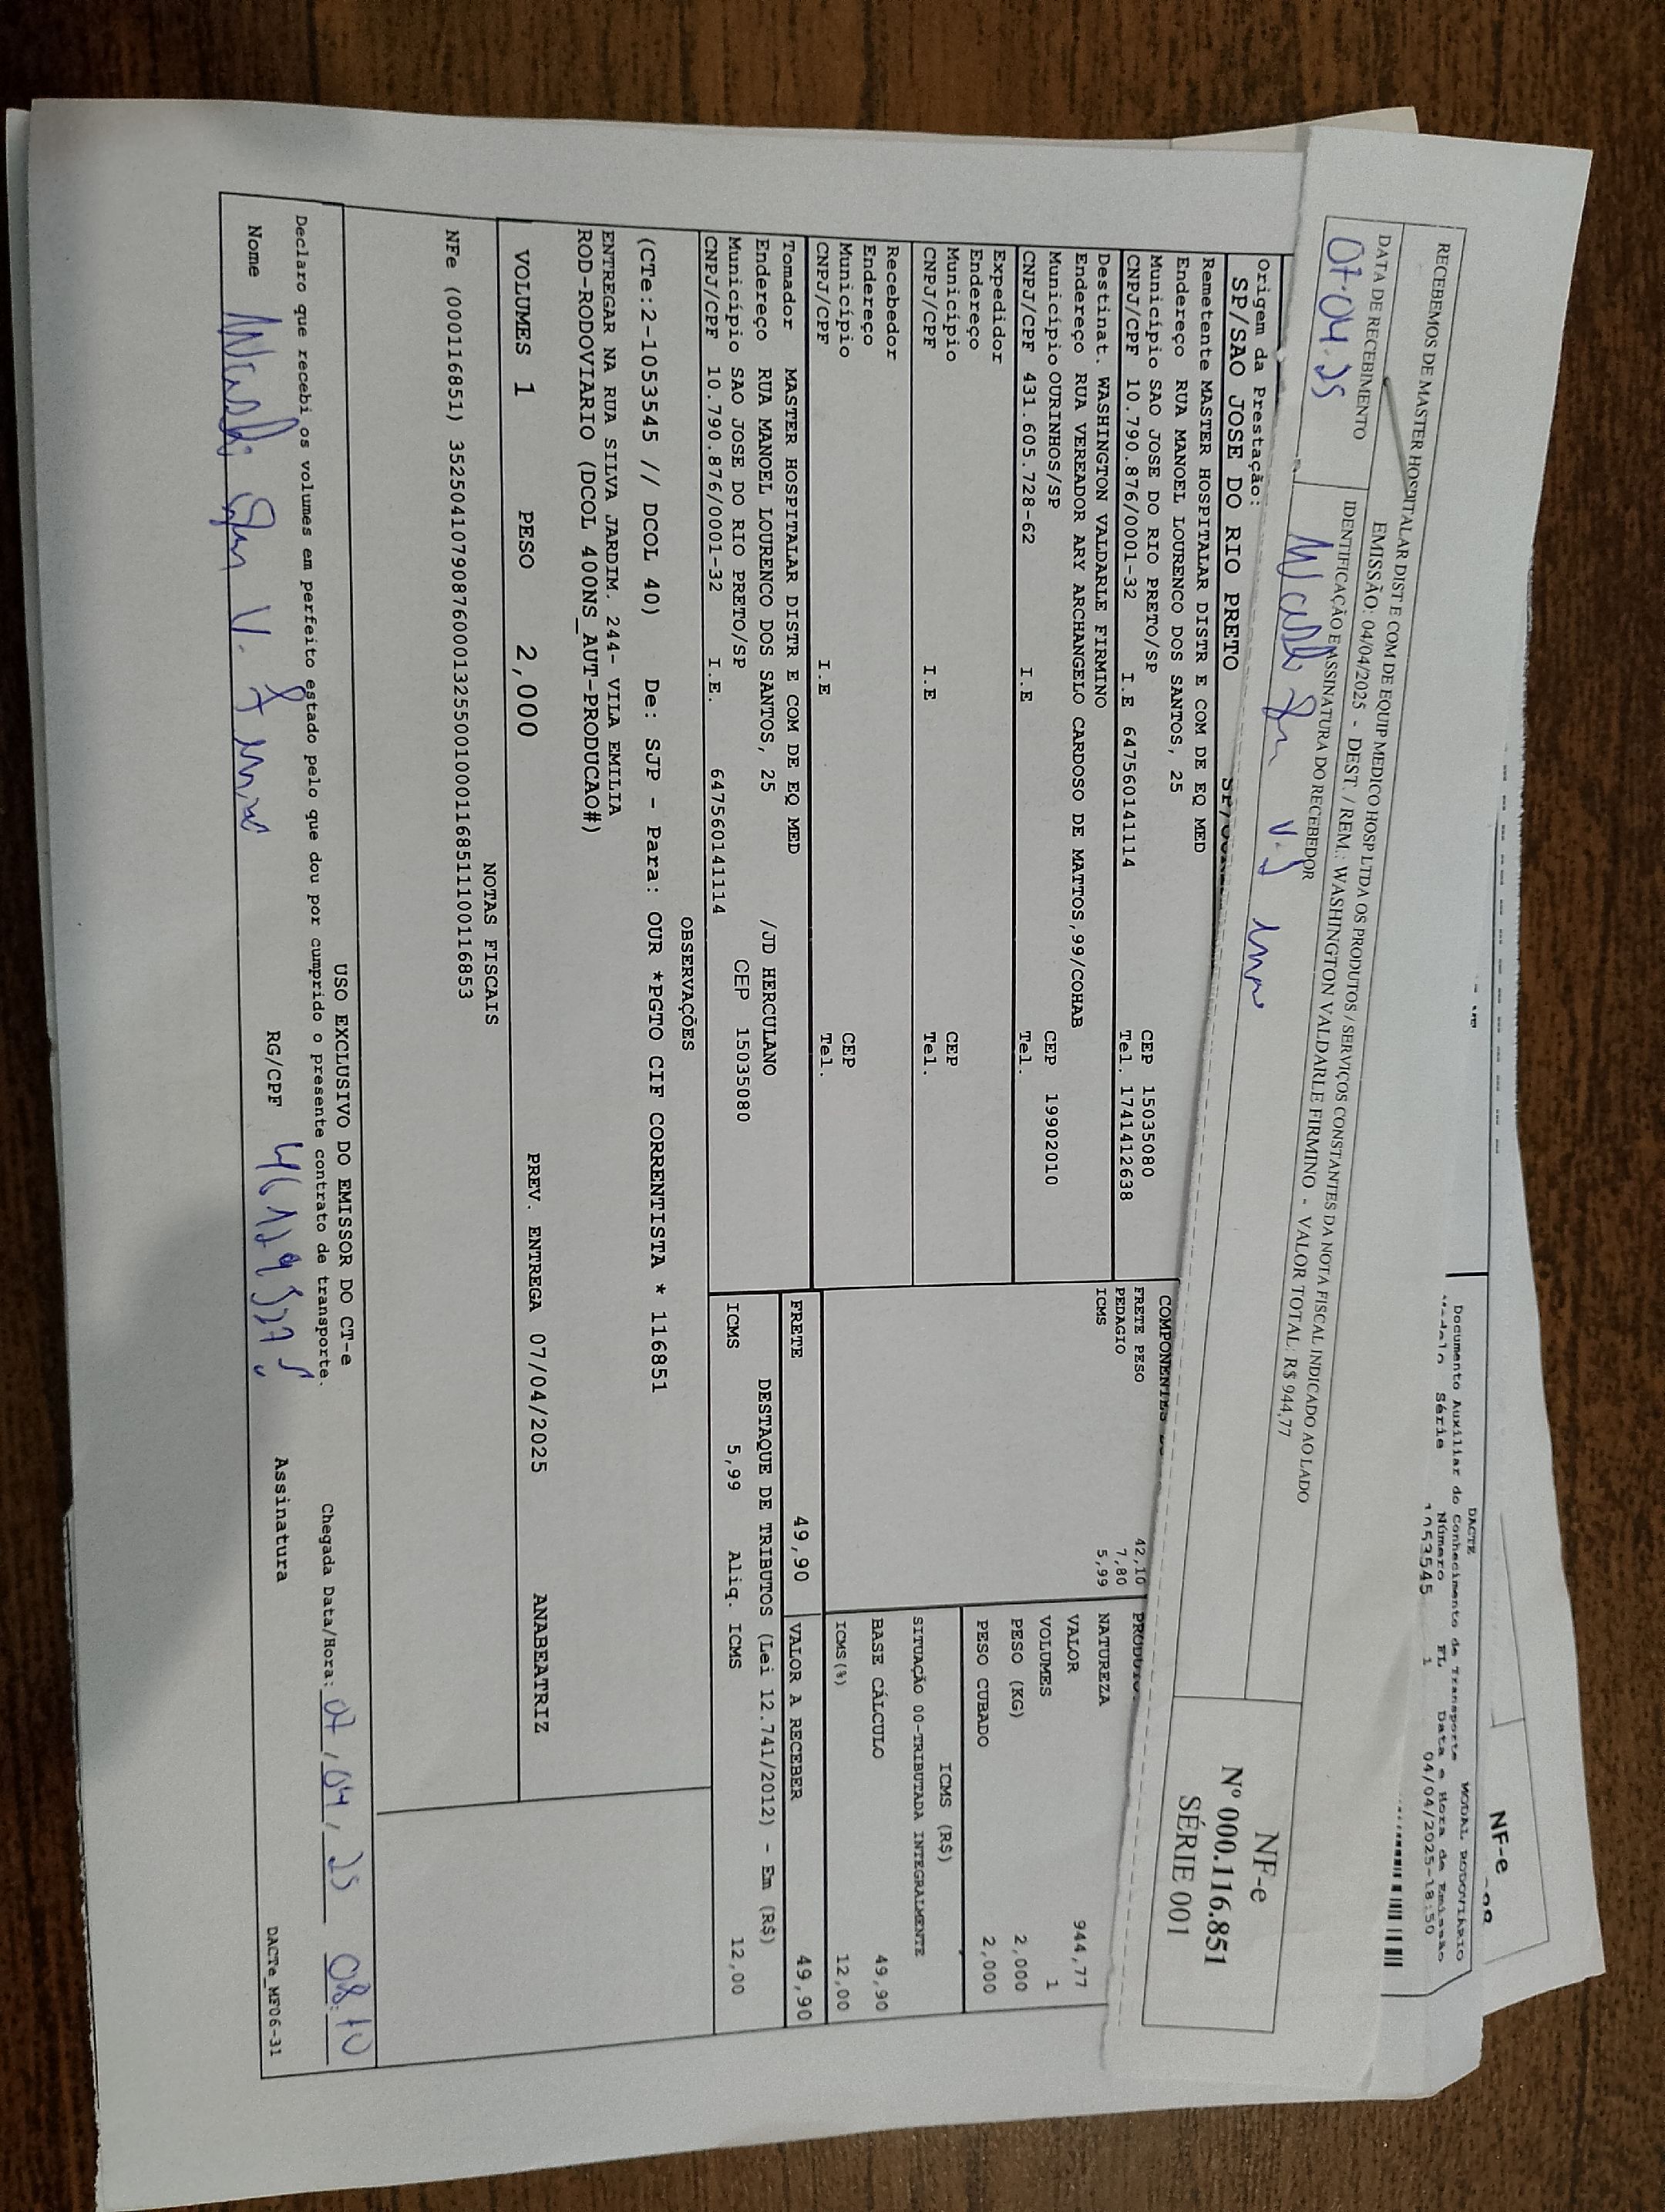 NF-e
DACTE
Documento Auxiliar do Conhecimento de Transporte MODAL RODOVIÁRIO
Modelo Série Número FL Data e Hora de Emissão
1053545 1 04/04/2025-18:50
RECEBEMOS DE MASTER HOSPITALAR DIST E COM DE EQUIP MEDICO HOSP LTDA OS PRODUTOS / SERVIÇOS CONSTANTES DA NOTA FISCAL INDICADO AO LADO
EMISSÃO: 04/04/2025 - DEST. / REM.: WASHINGTON VALDARLE FIRMINO - VALOR TOTAL: R$ 944,77
DATA DE RECEBIMENTO
07.04.25
IDENTIFICAÇÃO E ASSINATURA DO RECEBEDOR
NF-e
Nº 000.116.851
SÉRIE 001
Origem da Prestação:
SP/SAO JOSE DO RIO PRETO
Remetente MASTER HOSPITALAR DISTR E COM DE EQ MED
Endereço RUA MANOEL LOURENCO DOS SANTOS, 25
Município SAO JOSE DO RIO PRETO/SP CEP 15035080
CNPJ/CPF 10.790.876/0001-32 I.E 647560141114 Tel. 1741412638
Destinat. WASHINGTON VALDARLE FIRMINO
Endereço RUA VEREADOR ARY ARCHANGELO CARDOSO DE MATTOS,99/COHAB
Município OURINHOS/SP CEP 19902010
CNPJ/CPF 431.605.728-62 I.E Tel.
Expedidor
Endereço
Município CEP
CNPJ/CPF I.E Tel.
Recebedor
Endereço
Município CEP
CNPJ/CPF I.E Tel.
Tomador MASTER HOSPITALAR DISTR E COM DE EQ MED
Endereço RUA MANOEL LOURENCO DOS SANTOS, 25 /JD HERCULANO
Município SAO JOSE DO RIO PRETO/SP CEP 15035080
CNPJ/CPF 10.790.876/0001-32 I.E. 647560141114
COMPONENTES
FRETE PESO 42,10
PEDAGIO 7,80
ICMS 5,99
NATUREZA
VALOR 944,77
VOLUMES 1
PESO (KG) 2,000
PESO CUBADO 2,000
ICMS (R$)
SITUAÇÃO 00-TRIBUTADA INTEGRALMENTE
BASE CÁLCULO 49,90
ICMS(%) 12,00
FRETE 49,90 VALOR A RECEBER 49,90
DESTAQUE DE TRIBUTOS (Lei 12.741/2012) - Em (R$)
ICMS 5,99 Aliq. ICMS 12,00
OBSERVAÇÕES
(CTe:2-1053545 // DCOL 40) De: SJP - Para: OUR *PGTO CIF CORRENTISTA * 116851
ENTREGAR NA RUA SILVA JARDIM. 244- VILA EMILIA
ROD-RODOVIARIO (DCOL 400NS_AUT-PRODUCAO#)
VOLUMES 1 PESO 2,000 PREV. ENTREGA 07/04/2025 ANABEATRIZ
NOTAS FISCAIS
NFe (000116851) 35250410790876000132550010001168511100116853
USO EXCLUSIVO DO EMISSOR DO CT-e
Declaro que recebi os volumes em perfeito estado pelo que dou por cumprido o presente contrato de transporte.
Chegada Data/Hora: 07/04/25 08:10
Nome RG/CPF Assinatura
DACTe_MF06-31